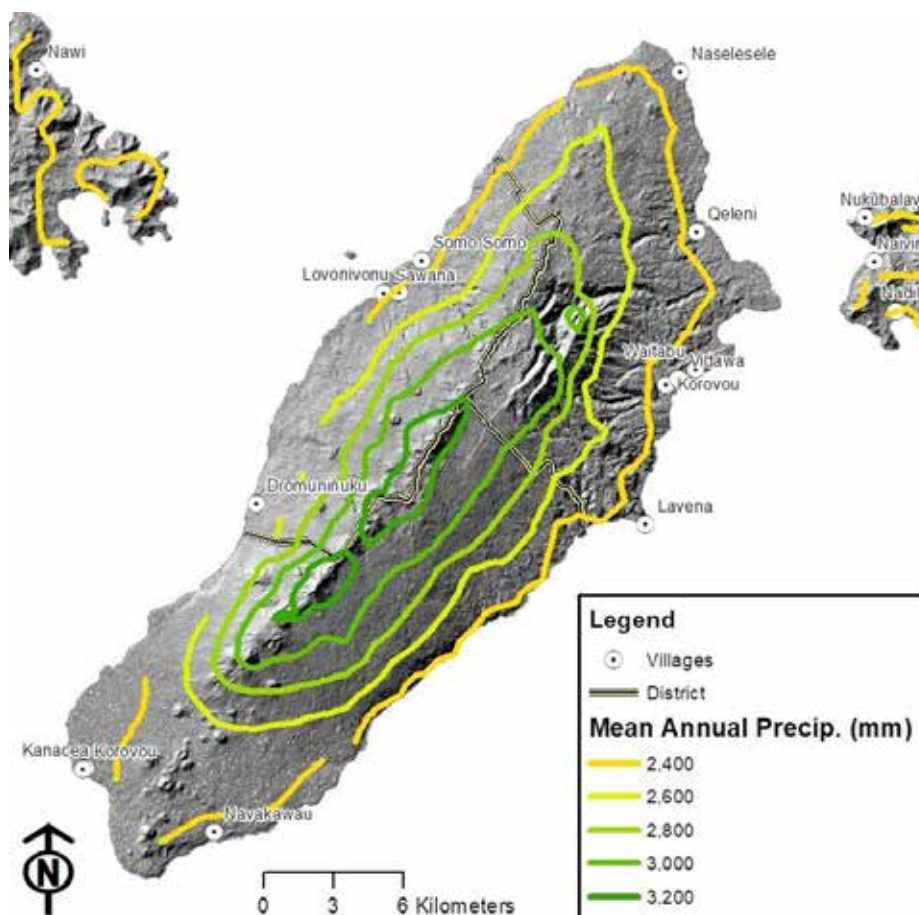 Nawi
Naselesele
Qeleni
Somo Somo
Lovonivonu Sawana
Waitabu
Vidawa
Korovou
Dromuninuku
Lavena
Kanacea Korovou
Navakawau
N
0 3 6 Kilometers
Legend
Villages
District
Mean Annual Precip. (mm)
2,400
2,600
2,800
3,000
3,200